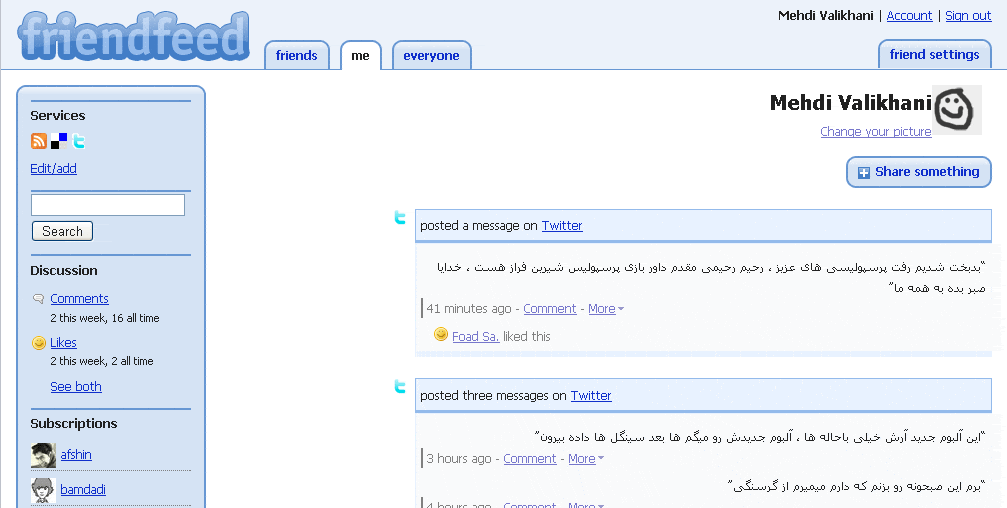 friendfeed
friends
me
everyone
Mehdi Valikhani | Account | Sign out
friend settings
Services
Edit/add
Search
Discussion
Comments
2 this week, 16 all time
Likes
2 this week, 2 all time
See both
Subscriptions
afshin
bamdadi
Mehdi Valikhani
Change your picture
Share something
posted a message on Twitter
"بدبخت شدیم رفت پرسپولیسی های عزیز ، رحیم رحیمی مقدم داور بازی پرسپولیس شیرین فراز هست ، خدایا
صبر بده به همه ما"
41 minutes ago - Comment - More
Foad Sa. liked this
posted three messages on Twitter
"این آلبوم جدید آرش خیلی باحاله ها ، آلبوم جدیدش رو میگم ها بعد سینگل ها داده بیرون"
3 hours ago - Comment - More
"برم این صبحونه رو بزنم که دارم میمیرم از گرسنگی"
4 hours ago - Comment - More